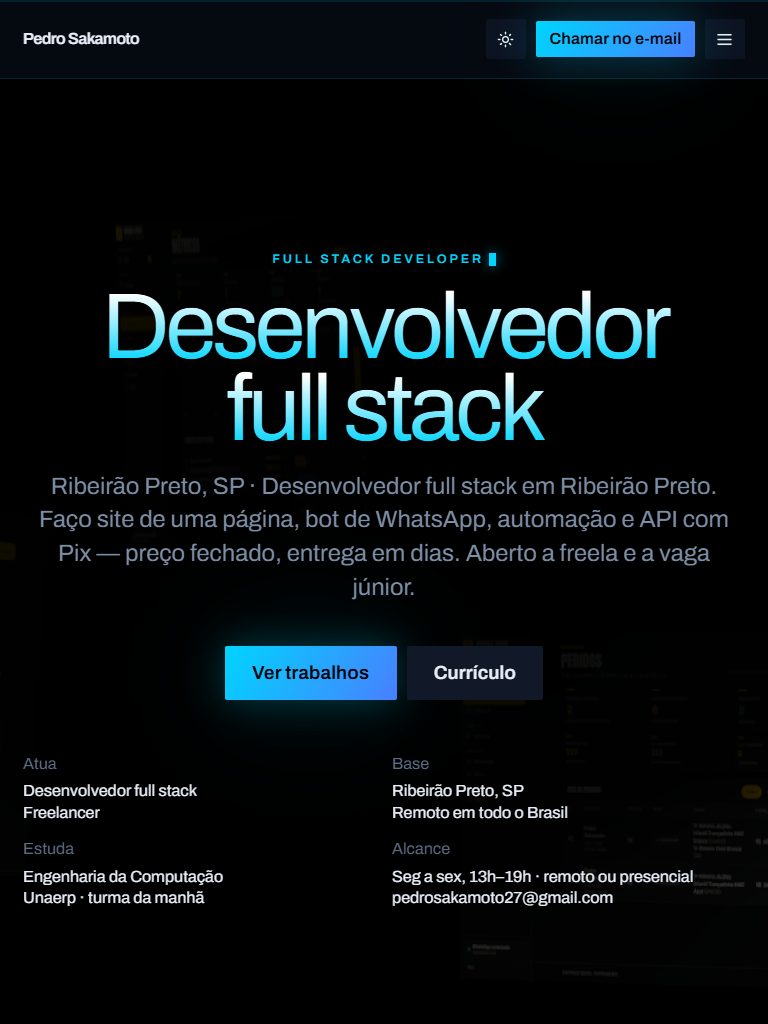 Pedro Sakamoto
Chamar no e-mail
FULL STACK DEVELOPER
Desenvolvedor
full stack
Ribeirão Preto, SP · Desenvolvedor full stack em Ribeirão Preto.
Faço site de uma página, bot de WhatsApp, automação e API com
Pix — preço fechado, entrega em dias. Aberto a freela e a vaga
júnior.
Ver trabalhos
Currículo
PEDIDOS
Atua
Desenvolvedor full stack
Freelancer
Base
Ribeirão Preto, SP
Remoto em todo o Brasil
Estuda
Engenharia da Computação
Unaerp · turma da manhã
Alcance
Seg a sex, 13h–19h · remoto ou presencial
pedrosakamoto27@gmail.com